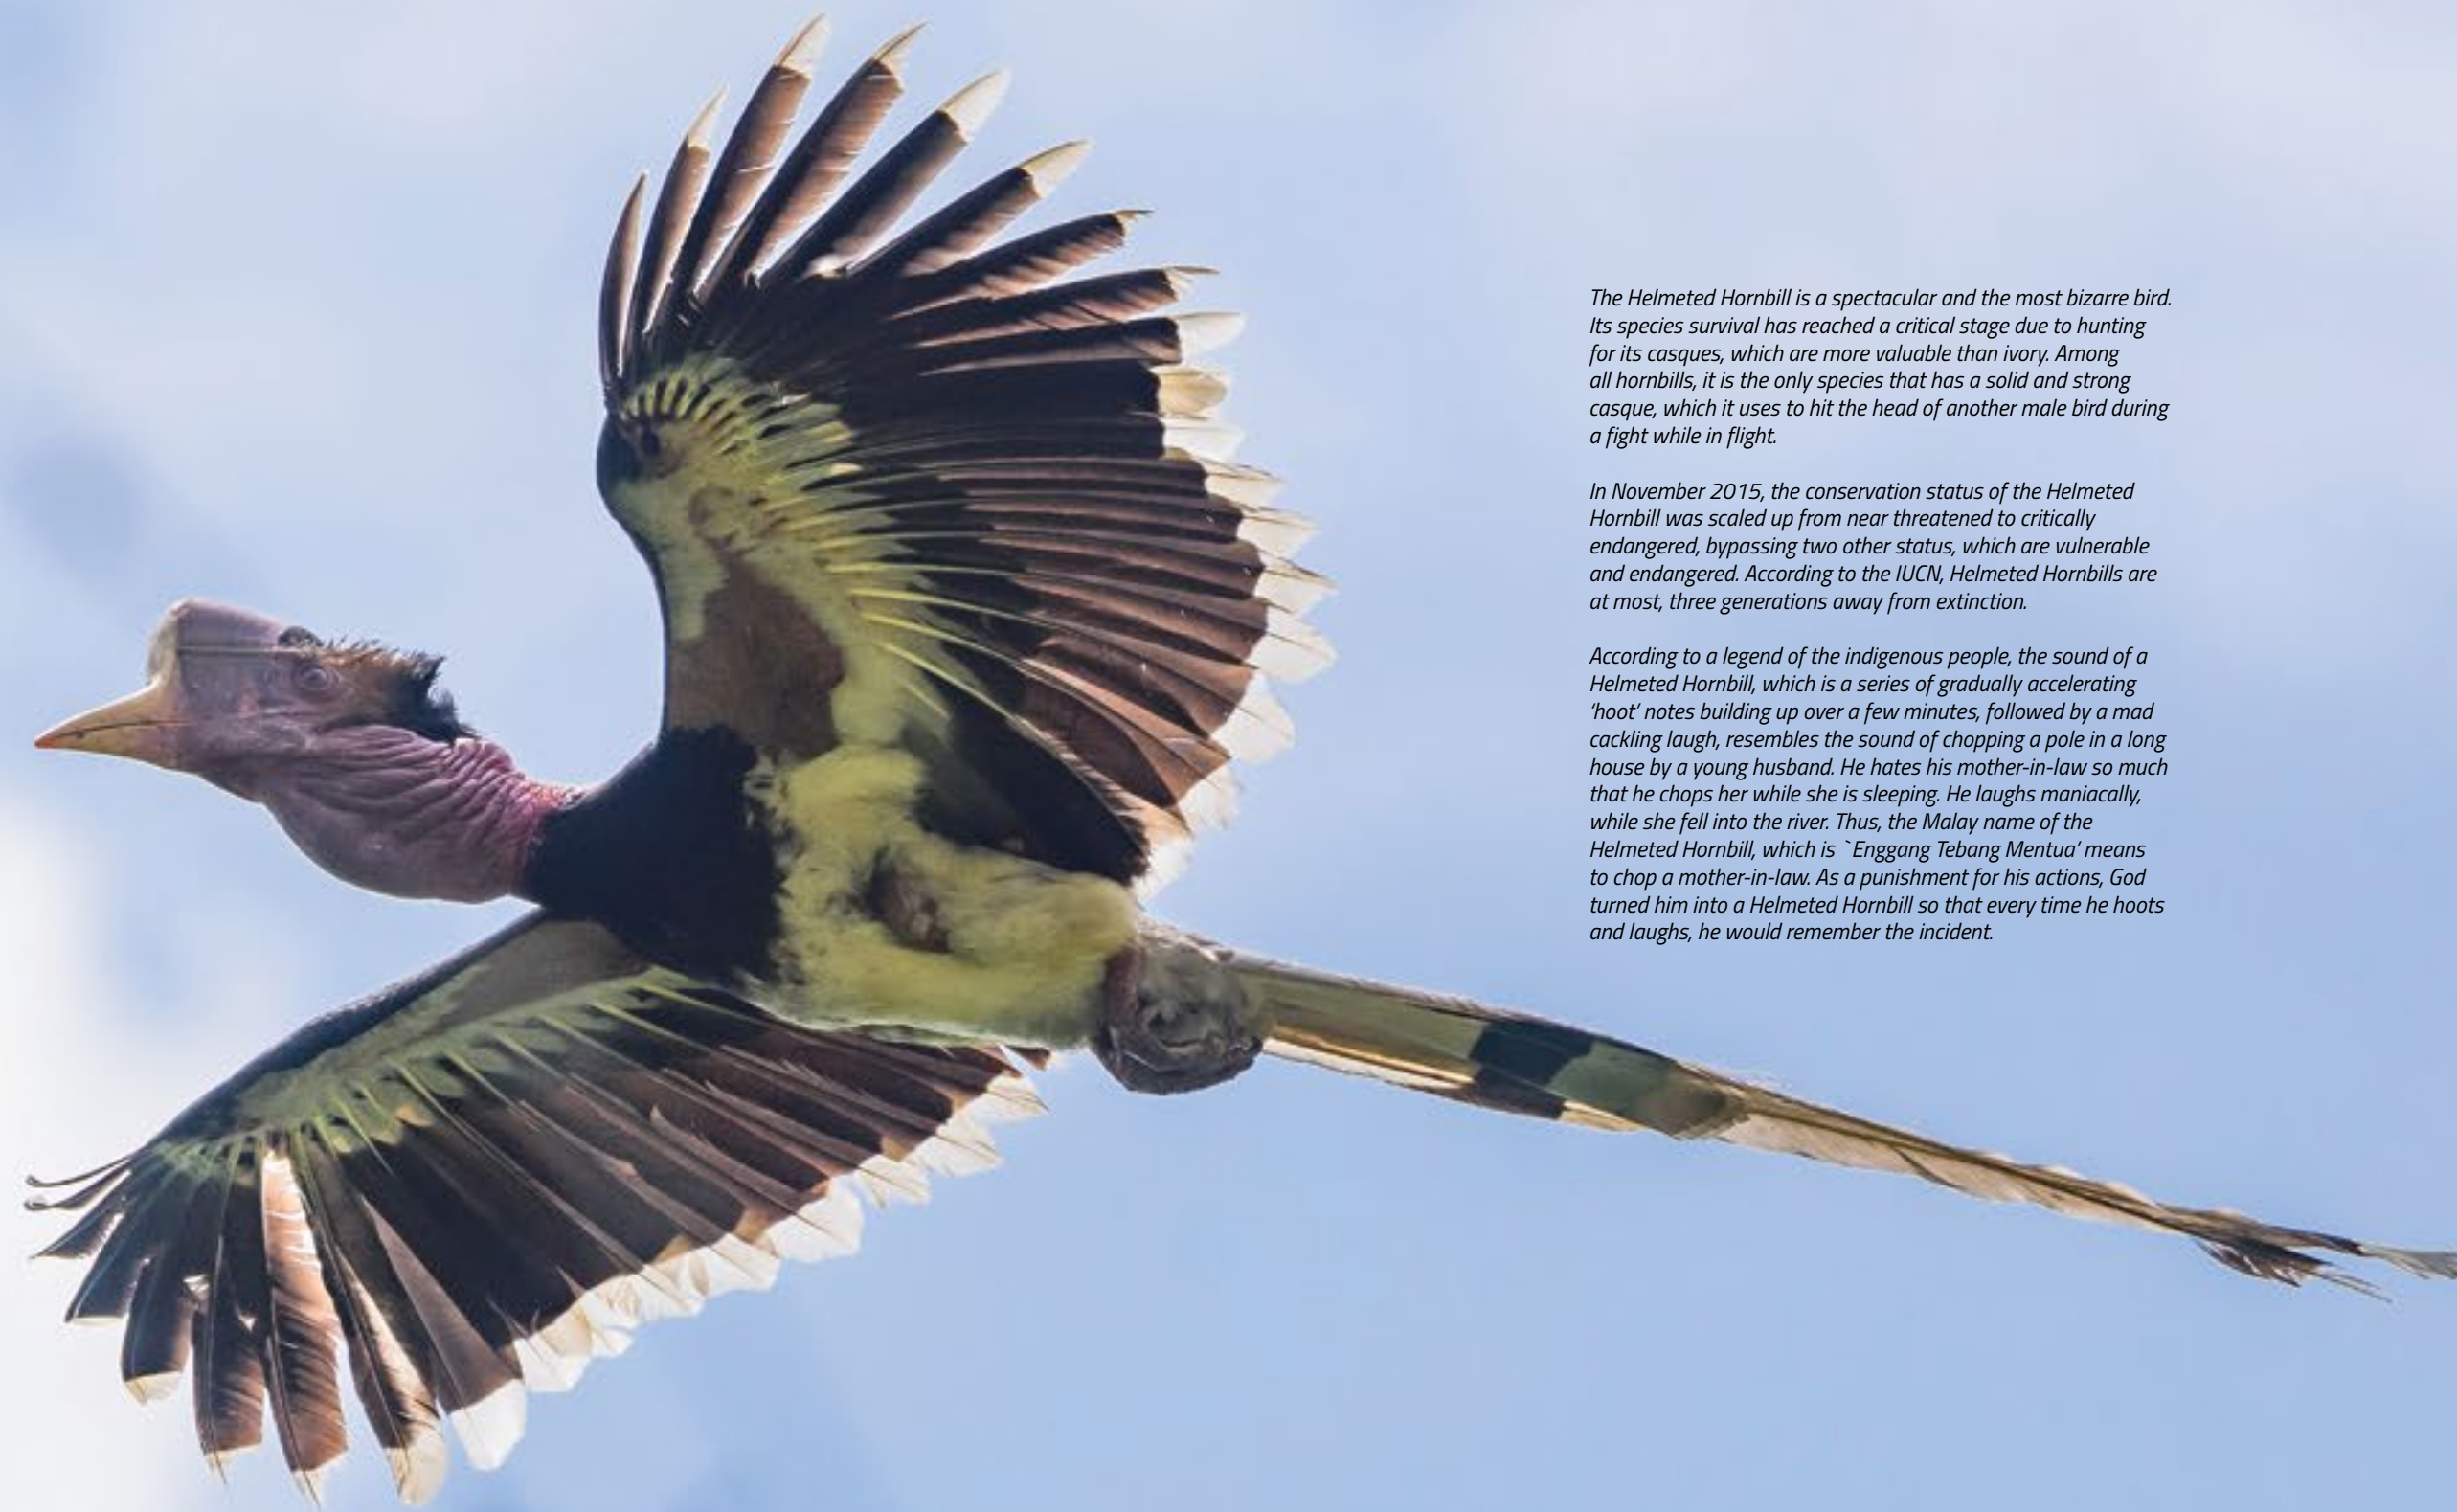 The Helmeted Hornbill is a spectacular and the most bizarre bird.
Its species survival has reached a critical stage due to hunting
for its casques, which are more valuable than ivory. Among
all hornbills, it is the only species that has a solid and strong
casque, which it uses to hit the head of another male bird during
a fight while in flight.
In November 2015, the conservation status of the Helmeted
Hornbill was scaled up from near threatened to critically
endangered, bypassing two other status, which are vulnerable
and endangered. According to the IUCN, Helmeted Hornbills are
at most, three generations away from extinction.
According to a legend of the indigenous people, the sound of a
Helmeted Hornbill, which is a series of gradually accelerating
‘hoot’ notes building up over a few minutes, followed by a mad
cackling laugh, resembles the sound of chopping a pole in a long
house by a young husband. He hates his mother-in-law so much
that he chops her while she is sleeping. He laughs maniacally,
while she fell into the river. Thus, the Malay name of the
Helmeted Hornbill, which is `Enggang Tebang Mentua’ means
to chop a mother-in-law. As a punishment for his actions, God
turned him into a Helmeted Hornbill so that every time he hoots
and laughs, he would remember the incident.